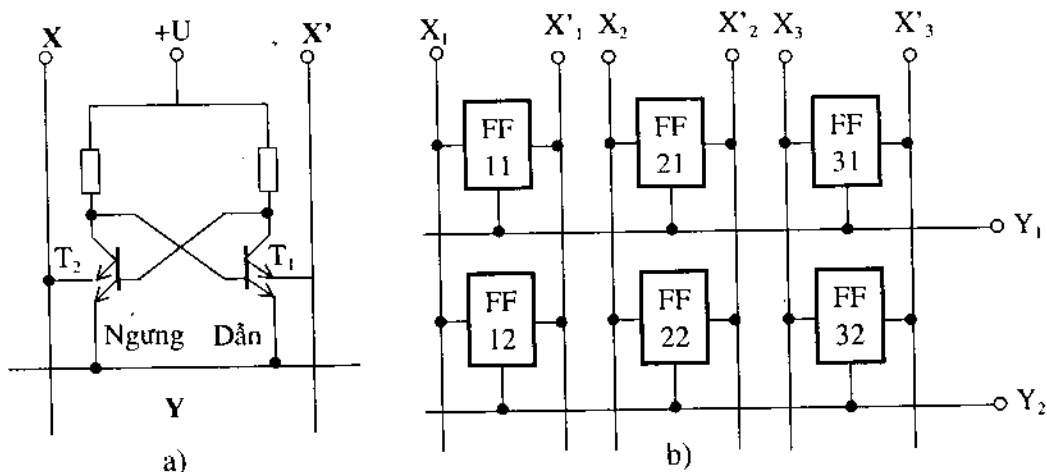 X +U X'
T₂ T₁
Ngưng Dẫn
Y
a)
X₁ X'₁ X₂ X'₂ X₃ X'₃
FF 11
FF 21
FF 31
Y₁
FF 12
FF 22
FF 32
Y₂
b)